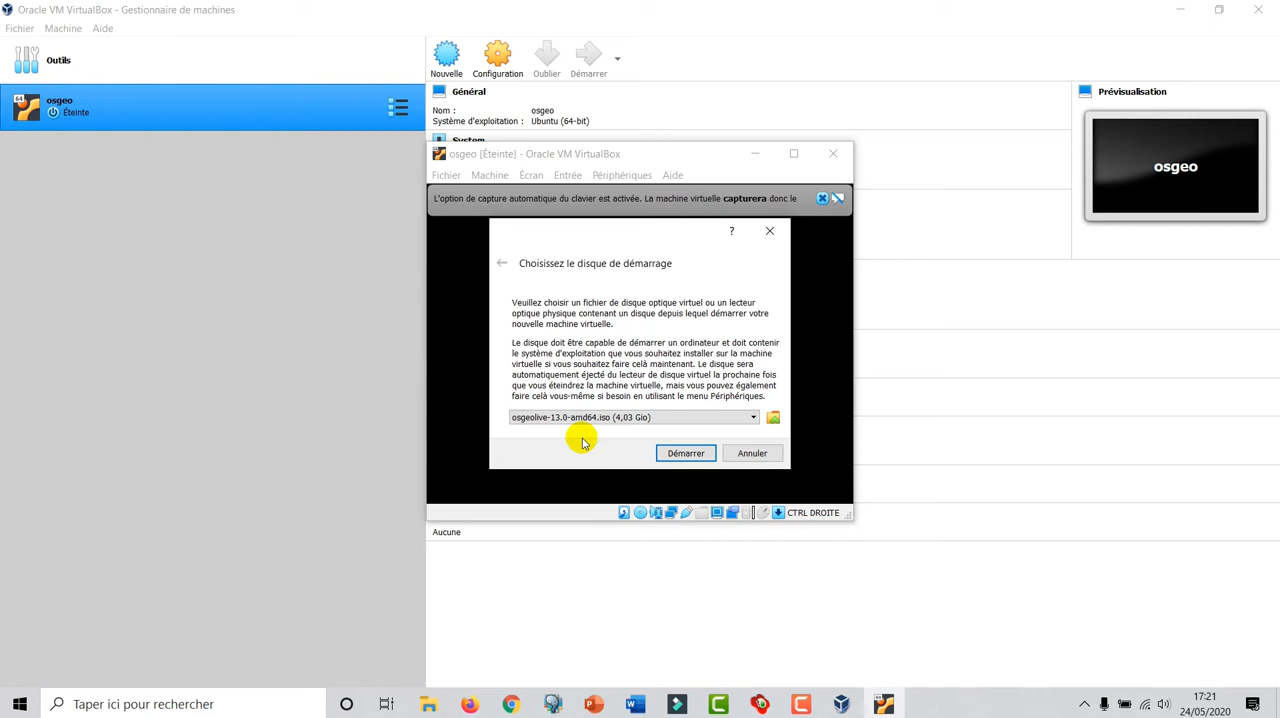 Oracle VM VirtualBox - Gestionnaire de machines
Fichier Machine Aide
Outils
64
osgeo
Éteinte
Nouvelle Configuration Oublier Démarrer
Général
Nom : osgeo
Système d'exploitation : Ubuntu (64-bit)
System
Prévisualisation
osgeo
osgeo [Éteinte] - Oracle VM VirtualBox
Fichier Machine Écran Entrée Périphériques Aide
L'option de capture automatique du clavier est activée. La machine virtuelle capturera donc le
?
Choisissez le disque de démarrage
Veuillez choisir un fichier de disque optique virtuel ou un lecteur
optique physique contenant un disque depuis lequel démarrer votre
nouvelle machine virtuelle.
Le disque doit être capable de démarrer un ordinateur et doit contenir
le système d'exploitation que vous souhaitez installer sur la machine
virtuelle si vous souhaitez faire celà maintenant. Le disque sera
automatiquement éjecté du lecteur de disque virtuel la prochaine fois
que vous éteindrez la machine virtuelle, mais vous pouvez également
faire celà vous-même si besoin en utilisant le menu Périphériques.
osgeolive-13.0-amd64.iso (4,03 Gio)
Démarrer Annuler
CTRL DROITE
Aucune
Taper ici pour rechercher
17:21
24/05/2020